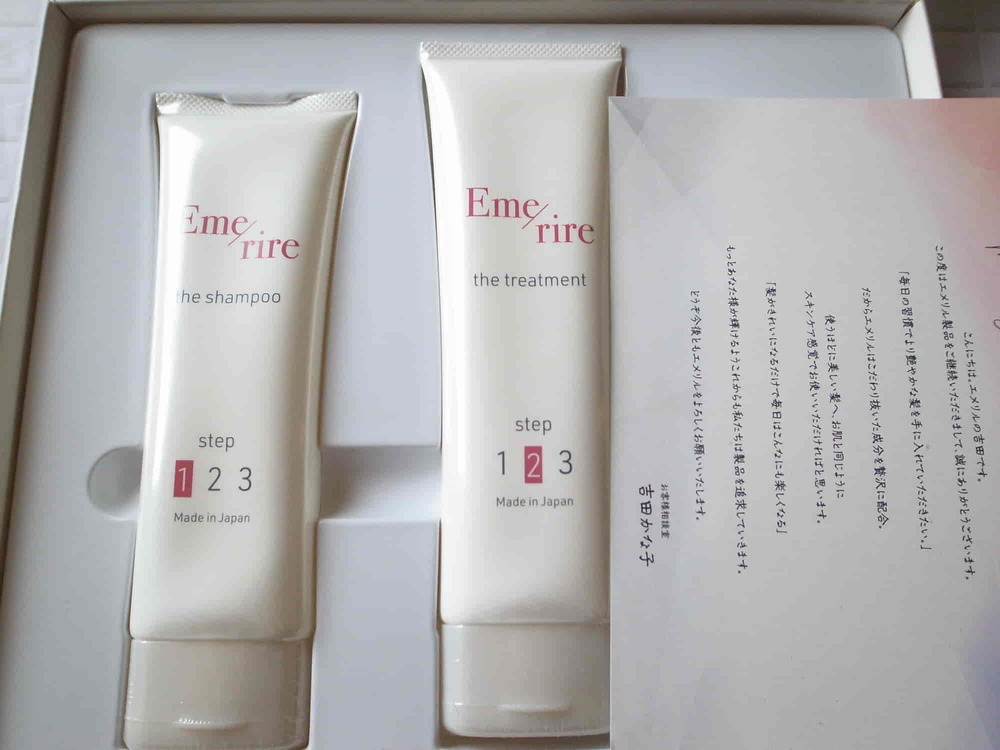 Eme/rire
the shampoo
step
1 2 3
Made in Japan
Eme/rire
the treatment
step
1 2 3
Made in Japan
こんにちは。エメリルの吉田です。
この度はエメリル製品をご継続いただきまして、誠にありがとうございます。
「毎日の習慣でより艶やかな髪を手に入れていただきたい。」
だからエメリルはこだわり抜いた成分を贅沢に配合。
使うほどに美しい髪へ、お肌と同じように
スキンケア感覚でお使いいただければと思います。
「髪がきれいになるだけで毎日はこんなにも楽しくなる」
もっとあなた様が輝けるようこれからも私たちは製品を追求していきます。
どうぞ今後ともエメリルをよろしくお願いいたします。
お客様相談室
吉田かな子